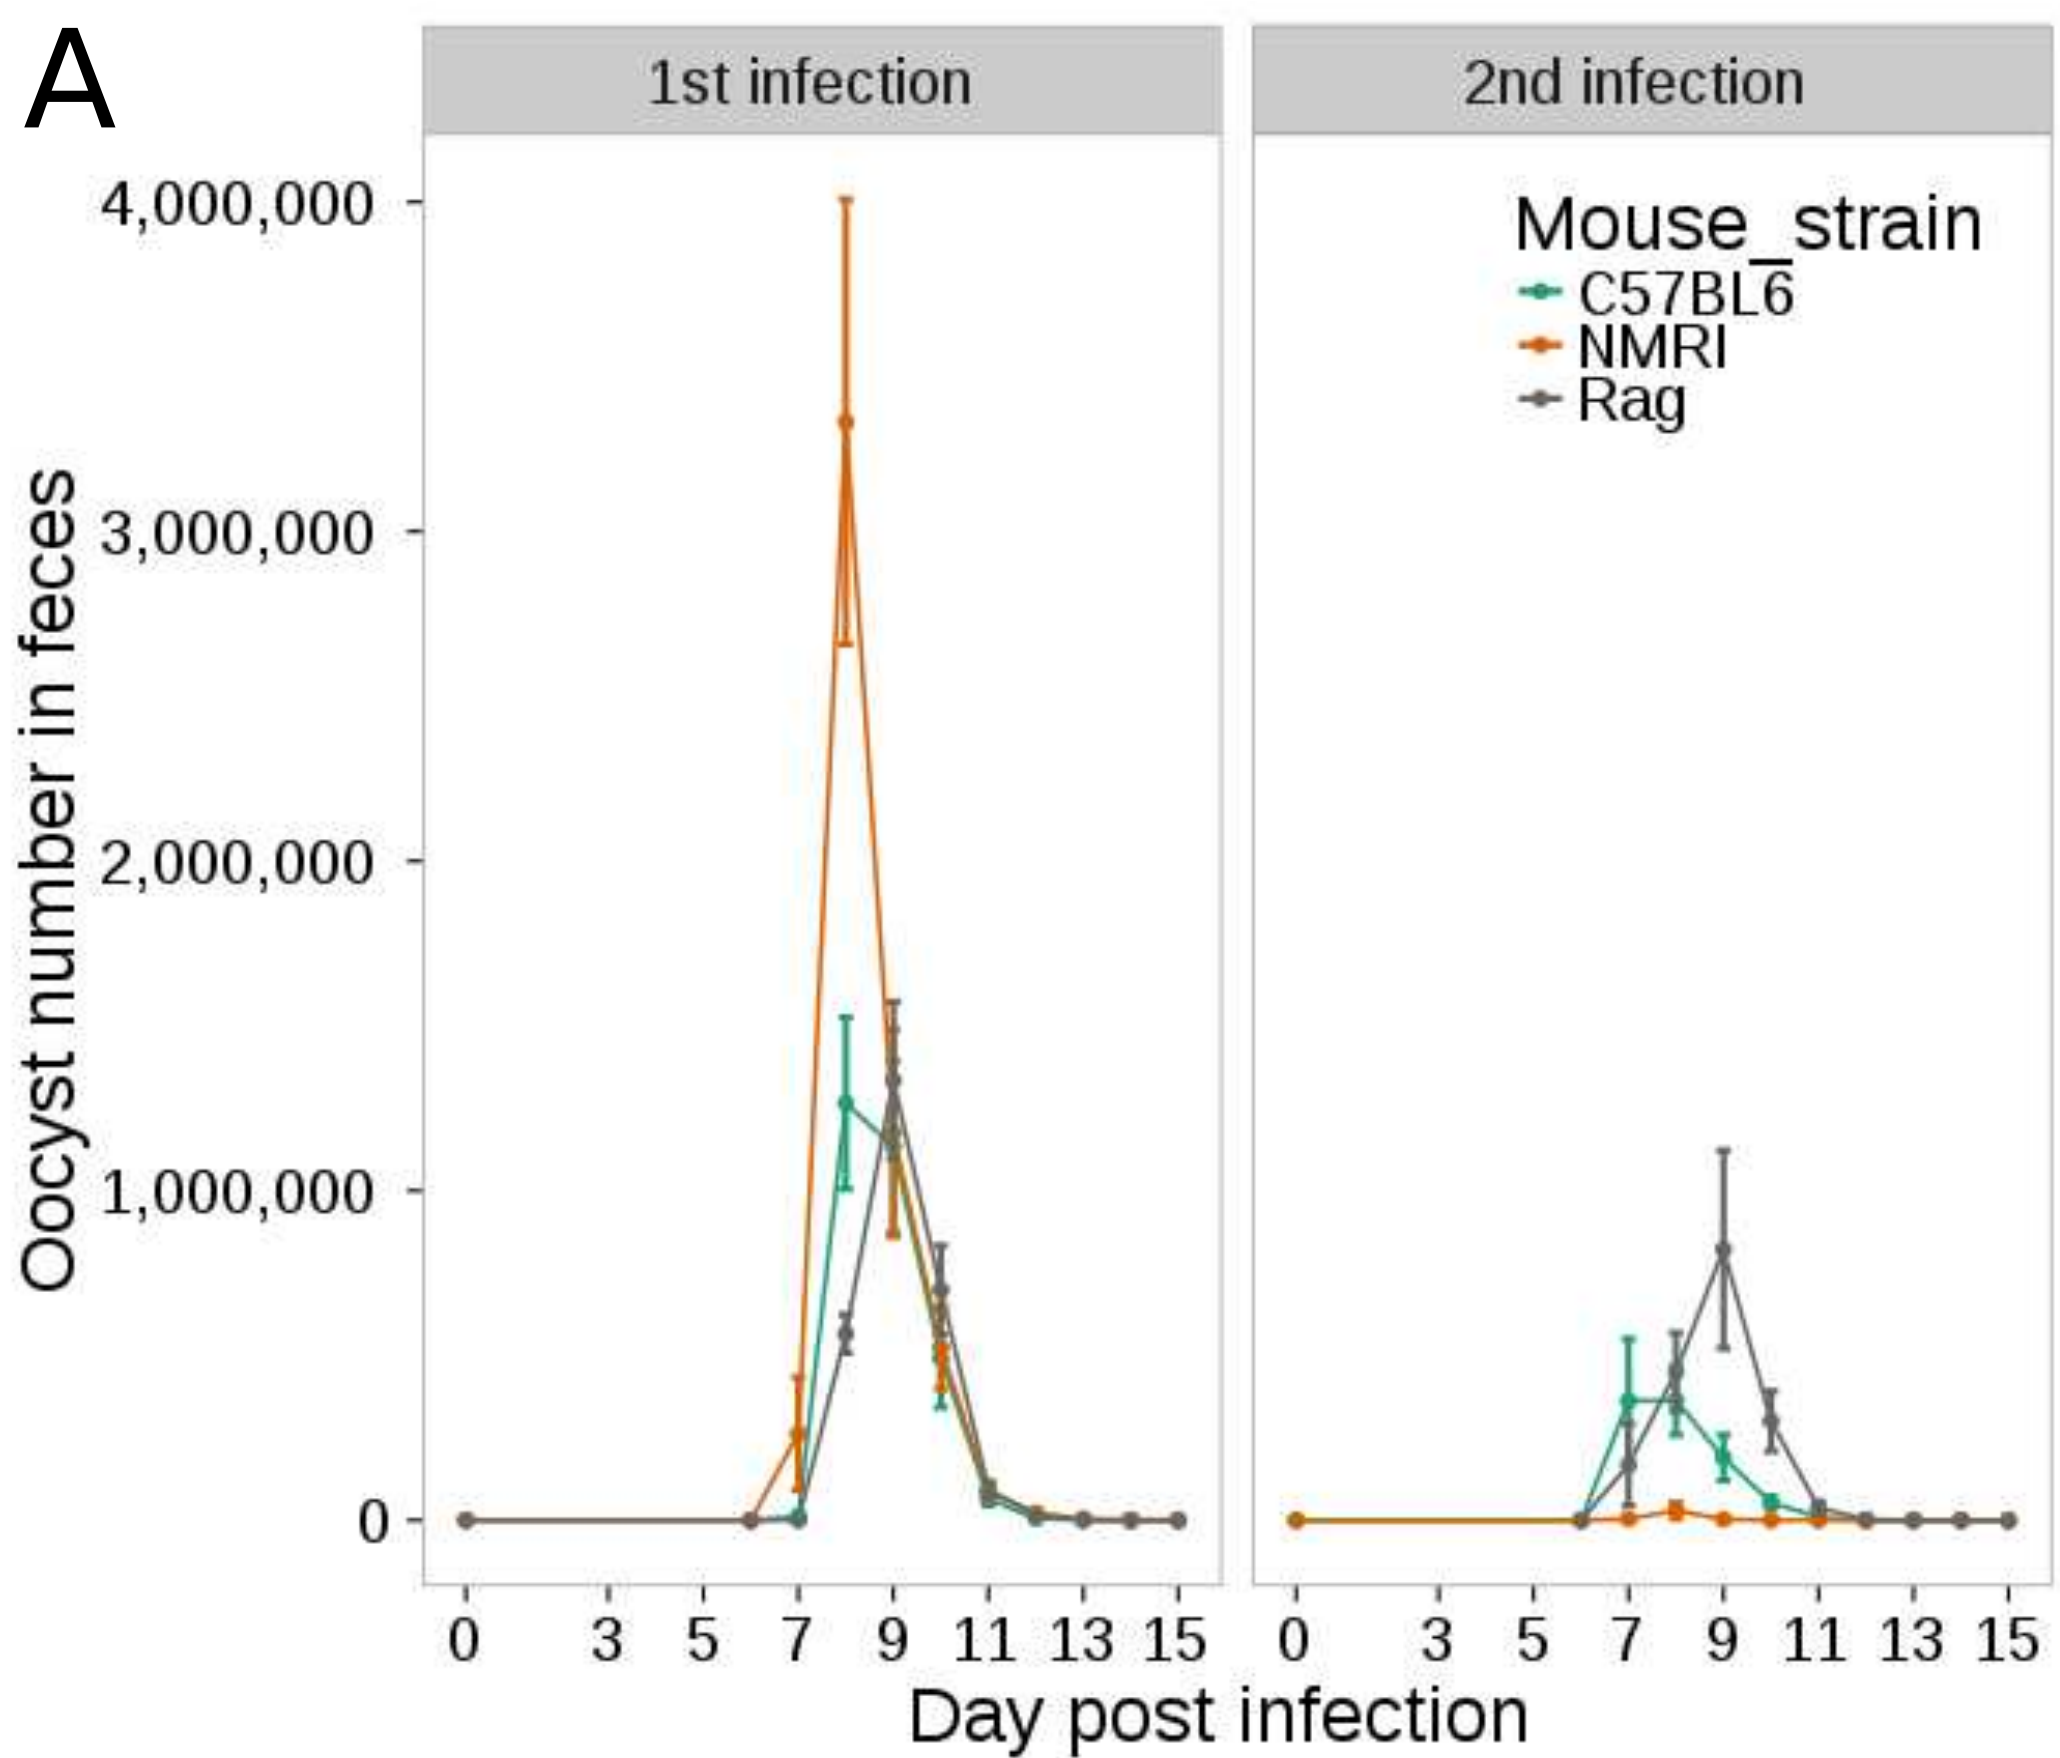 A
1st infection
2nd infection
4,000,000
3,000,000
2,000,000
1,000,000
0
Oocyst number in feces
Mouse_strain
C57BL6
NMRI
Rag
0 3 5 7 9 11 13 15
0 3 5 7 9 11 13 15
Day post infection